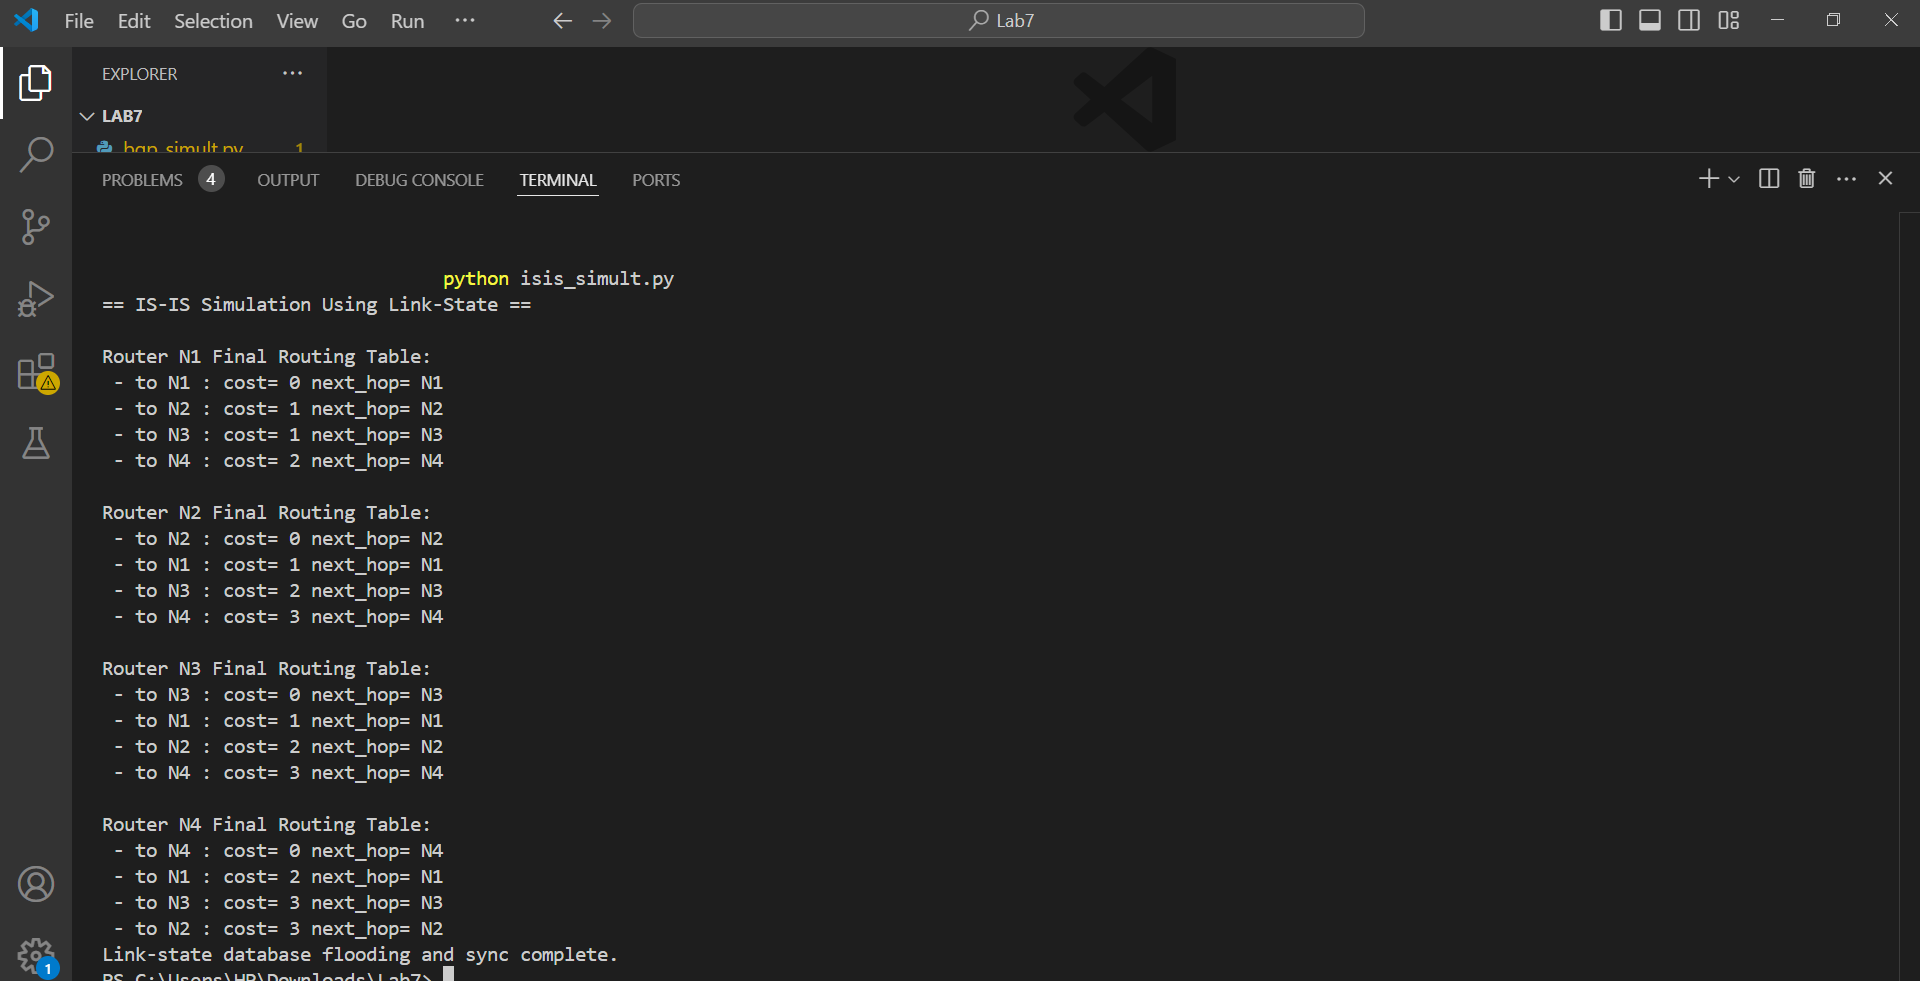 File Edit Selection View Go Run ··· Lab7
EXPLORER ···
LAB7
bgp_simult.py 1
PROBLEMS 4 OUTPUT DEBUG CONSOLE TERMINAL PORTS
python isis_simult.py
== IS-IS Simulation Using Link-State ==
Router N1 Final Routing Table:
- to N1 : cost= 0 next_hop= N1
- to N2 : cost= 1 next_hop= N2
- to N3 : cost= 1 next_hop= N3
- to N4 : cost= 2 next_hop= N4
Router N2 Final Routing Table:
- to N2 : cost= 0 next_hop= N2
- to N1 : cost= 1 next_hop= N1
- to N3 : cost= 2 next_hop= N3
- to N4 : cost= 3 next_hop= N4
Router N3 Final Routing Table:
- to N3 : cost= 0 next_hop= N3
- to N1 : cost= 1 next_hop= N1
- to N2 : cost= 2 next_hop= N2
- to N4 : cost= 3 next_hop= N4
Router N4 Final Routing Table:
- to N4 : cost= 0 next_hop= N4
- to N1 : cost= 2 next_hop= N1
- to N3 : cost= 3 next_hop= N3
- to N2 : cost= 3 next_hop= N2
Link-state database flooding and sync complete.
PS C:\Users\HP\Downloads\Lab7>
1